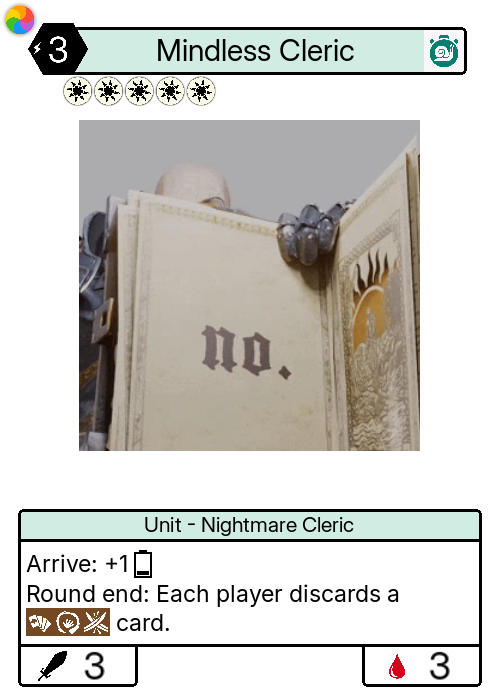 3
Mindless Cleric
no.
Unit - Nightmare Cleric
Arrive: +1
Round end: Each player discards a
card.
3
3